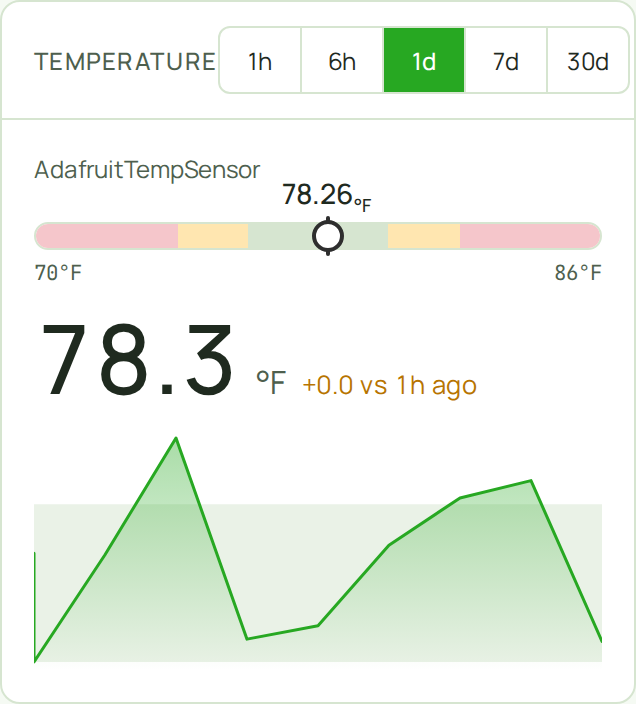 TEMPERATURE 1h 6h 1d 7d 30d
AdafruitTempSensor
78.26°F
70°F 86°F
78.3 °F +0.0 vs 1h ago